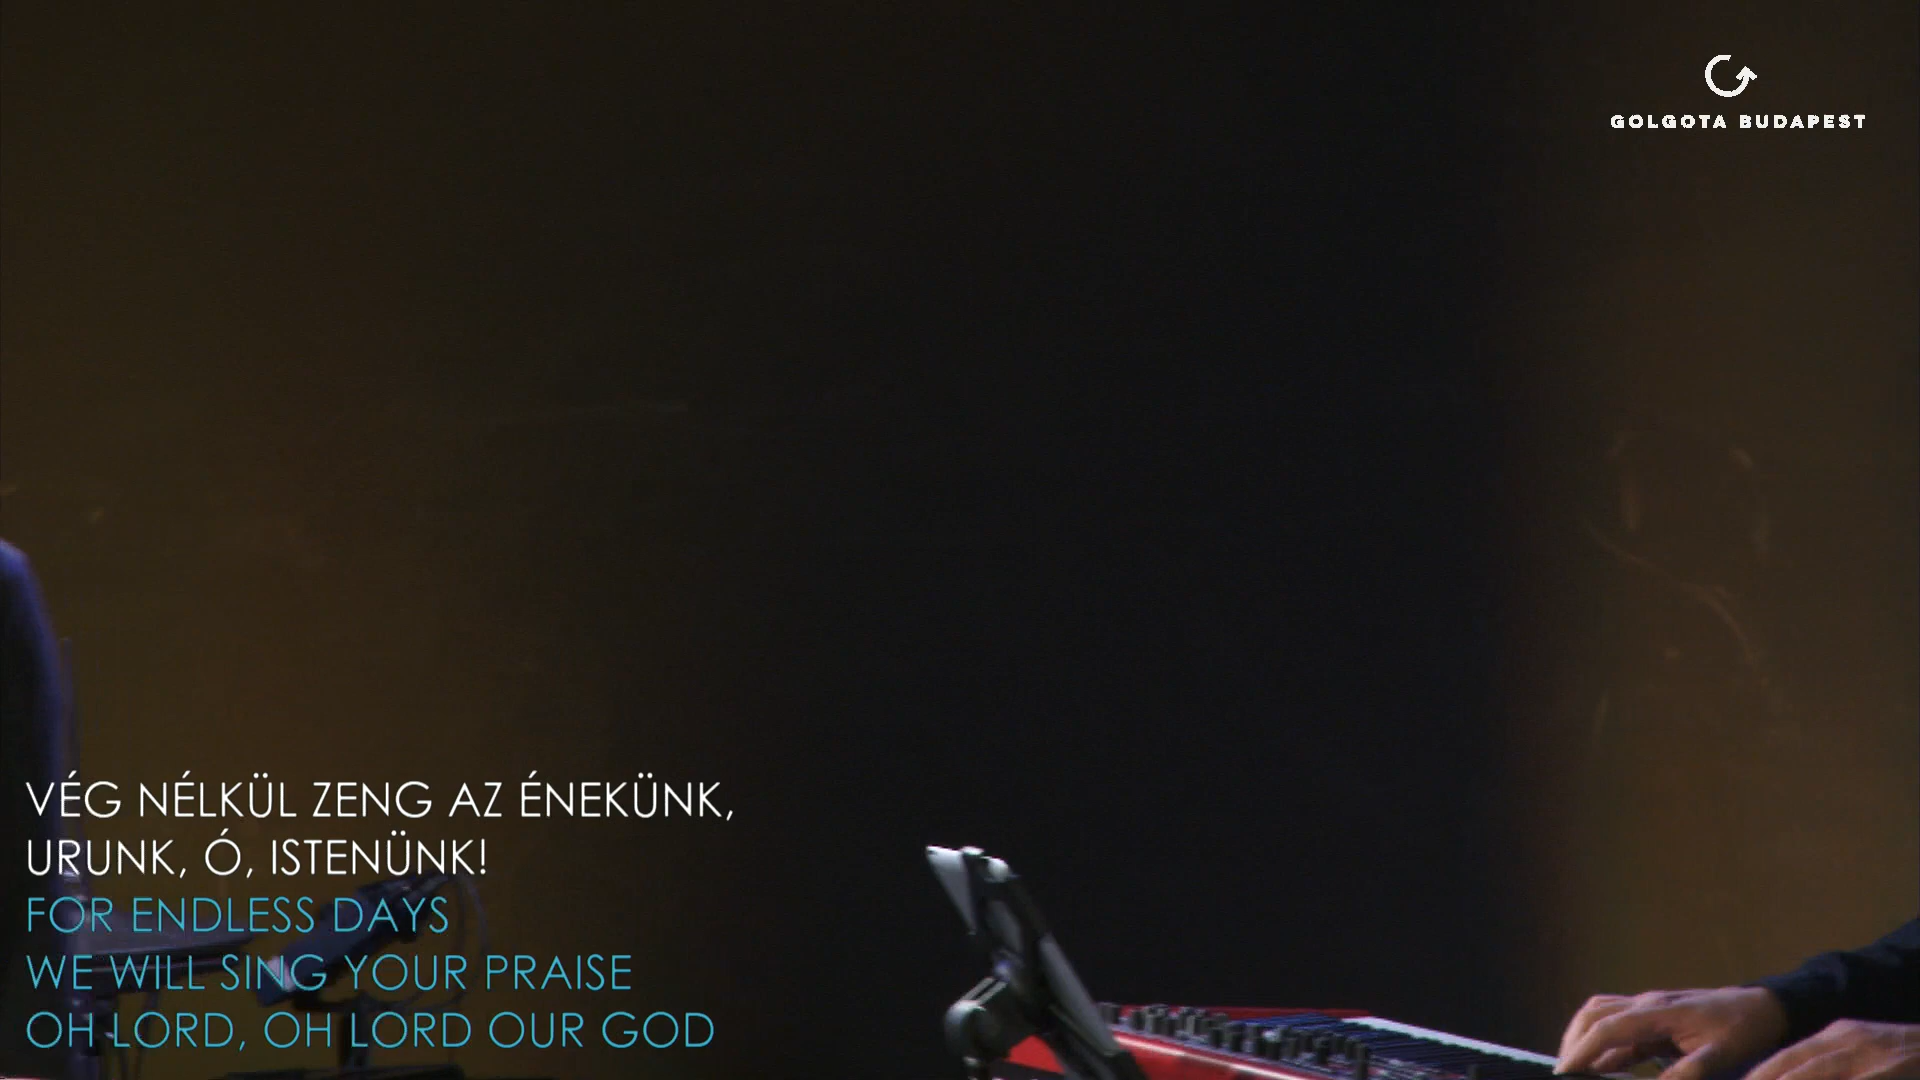 GOLGOTA BUDAPEST
VÉG NÉLKÜL ZENG AZ ÉNEKÜNK,
URUNK, Ó, ISTENÜNK!
FOR ENDLESS DAYS
WE WILL SING YOUR PRAISE
OH LORD, OH LORD OUR GOD